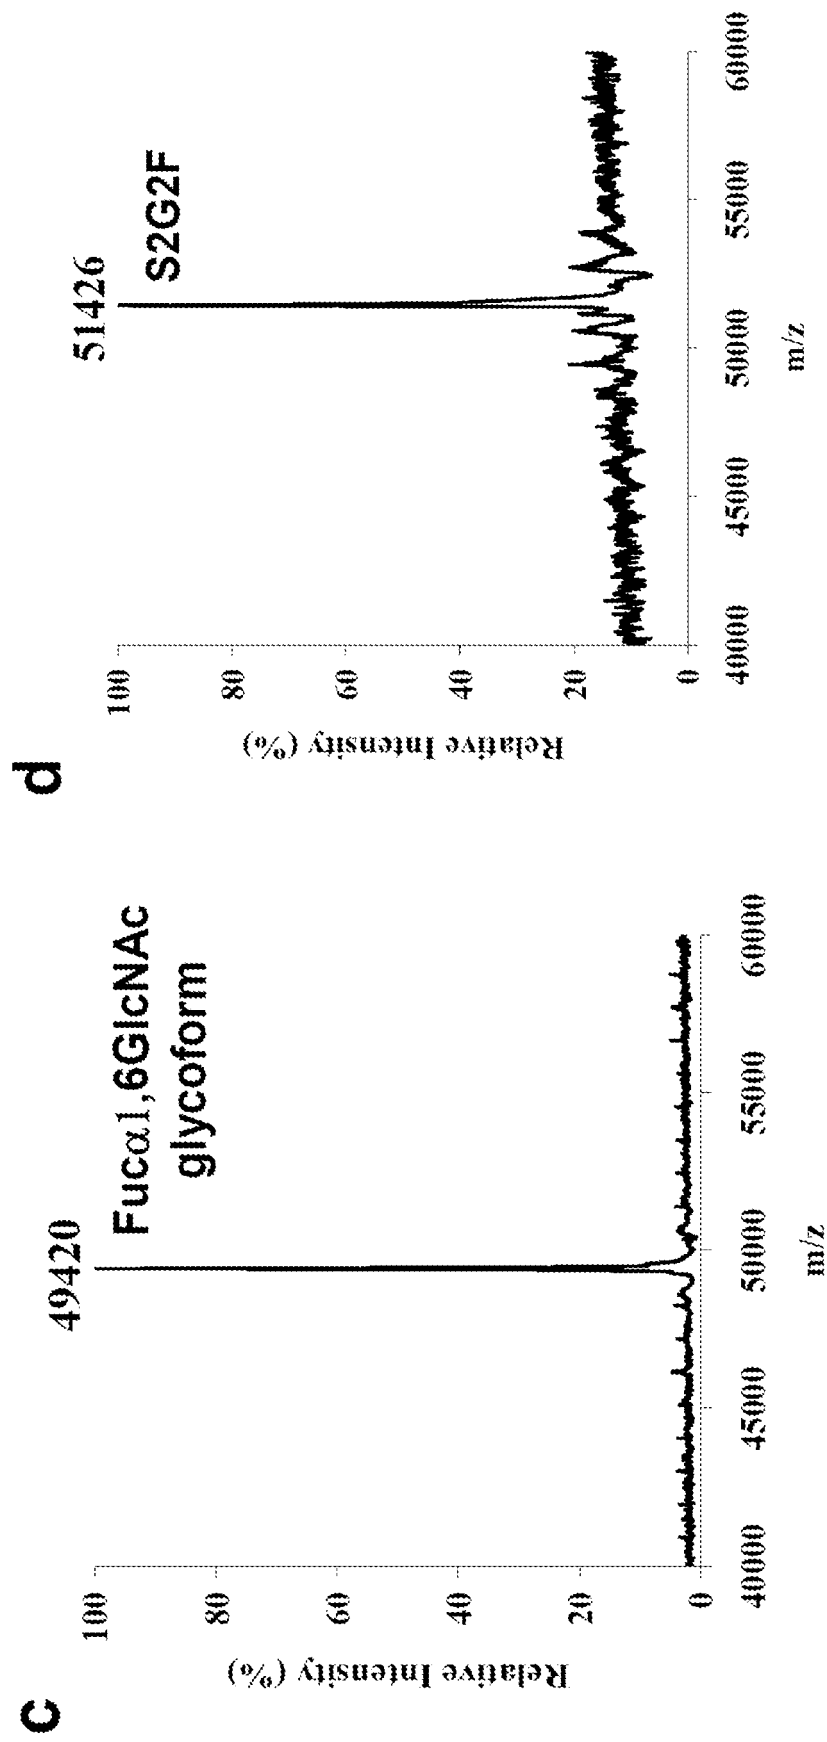 c
49420
Fucα1,6GlcNAc
glycoform
Relative Intensity (%)
100
80
60
40
20
0
40000
45000
50000
55000
60000
m/z
d
51426
S2G2F
Relative Intensity (%)
100
80
60
40
20
0
40000
45000
50000
55000
60000
m/z